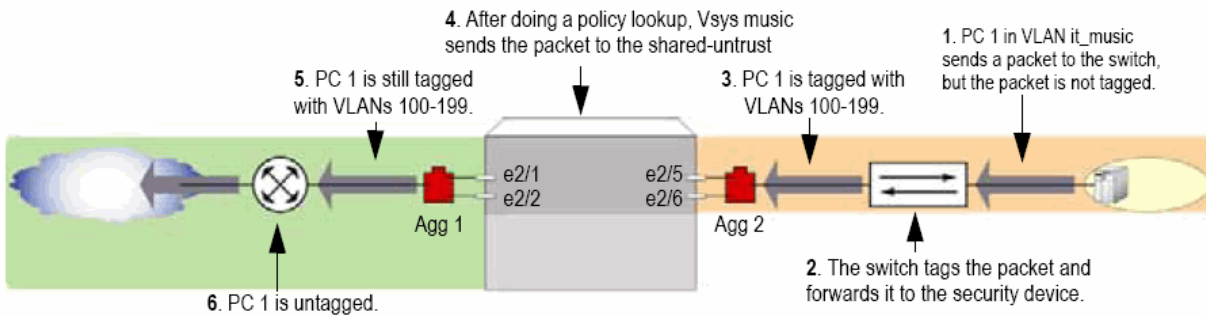 4. After doing a policy lookup, Vsys music
sends the packet to the shared-untrust
1. PC 1 in VLAN it_music
sends a packet to the switch,
but the packet is not tagged.
5. PC 1 is still tagged
with VLANs 100-199.
3. PC 1 is tagged with
VLANs 100-199.
e2/1
e2/2
e2/5
e2/6
Agg 1
Agg 2
2. The switch tags the packet and
forwards it to the security device.
6. PC 1 is untagged.